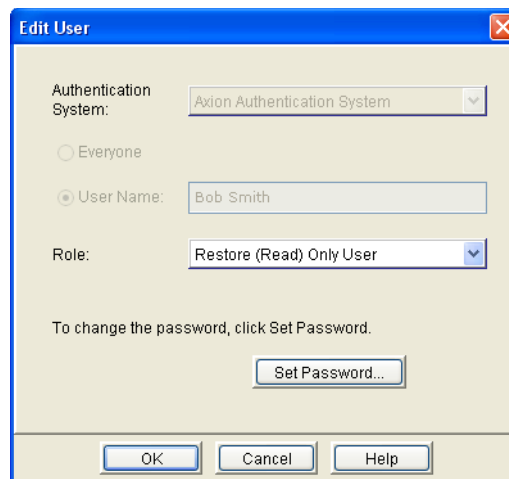 Edit User
Authentication
System:
Axion Authentication System
Everyone
User Name:
Bob Smith
Role:
Restore (Read) Only User
To change the password, click Set Password.
Set Password...
OK
Cancel
Help